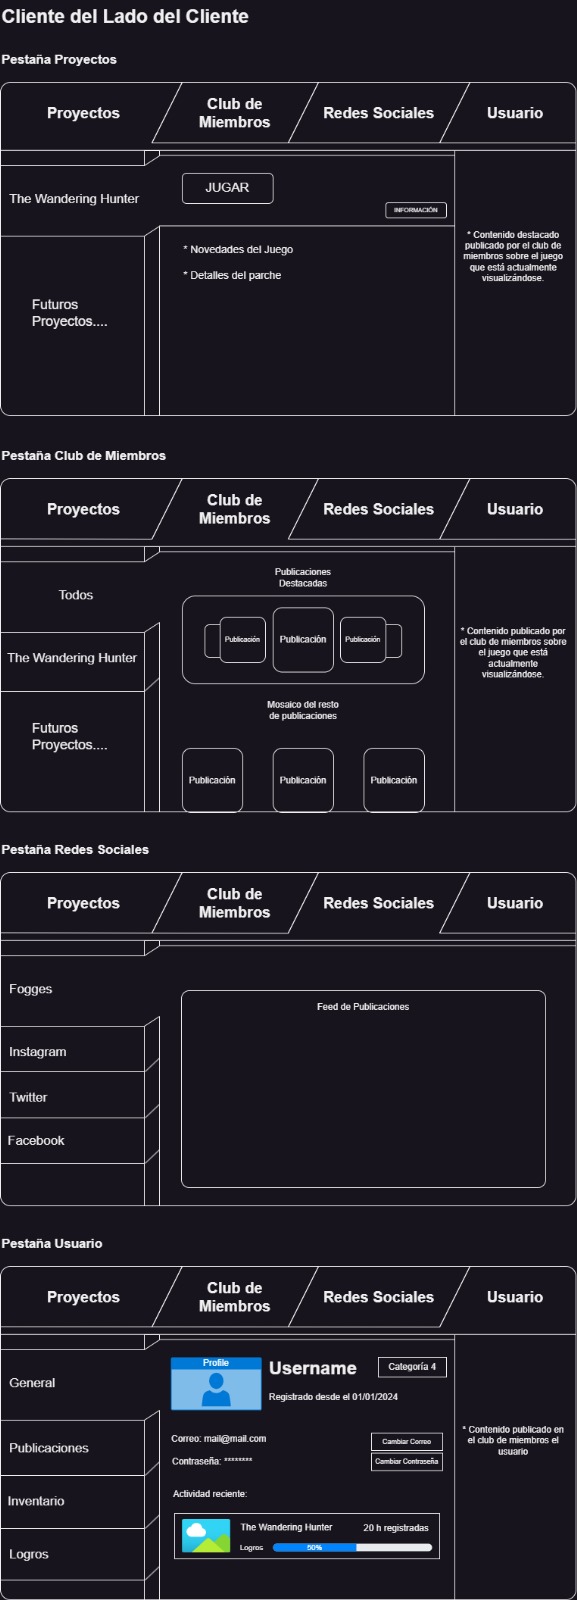 Cliente del Lado del Cliente
Pestaña Proyectos
Proyectos
Club de
Miembros
Redes Sociales
Usuario
The Wandering Hunter
Futuros
Proyectos....
JUGAR
INFORMACIÓN
* Novedades del Juego
* Detalles del parche
* Contenido destacado
publicado por el club de
miembros sobre el juego
que está actualmente
visualizándose.
Pestaña Club de Miembros
Proyectos
Club de
Miembros
Redes Sociales
Usuario
Todos
The Wandering Hunter
Futuros
Proyectos....
Publicaciones
Destacadas
Publicación
Publicación
Publicación
Mosaico del resto
de publicaciones
Publicación
Publicación
Publicación
* Contenido publicado por
el club de miembros sobre
el juego que está
actualmente
visualizándose.
Pestaña Redes Sociales
Proyectos
Club de
Miembros
Redes Sociales
Usuario
Fogges
Instagram
Twitter
Facebook
Feed de Publicaciones
Pestaña Usuario
Proyectos
Club de
Miembros
Redes Sociales
Usuario
General
Publicaciones
Inventario
Logros
Profile
Username
Categoría 4
Registrado desde el 01/01/2024
Correo: mail@mail.com
Cambiar Correo
Contraseña: ********
Cambiar Contraseña
Actividad reciente:
The Wandering Hunter
20 h registradas
Logros
50%
* Contenido publicado en
el club de miembros el
usuario